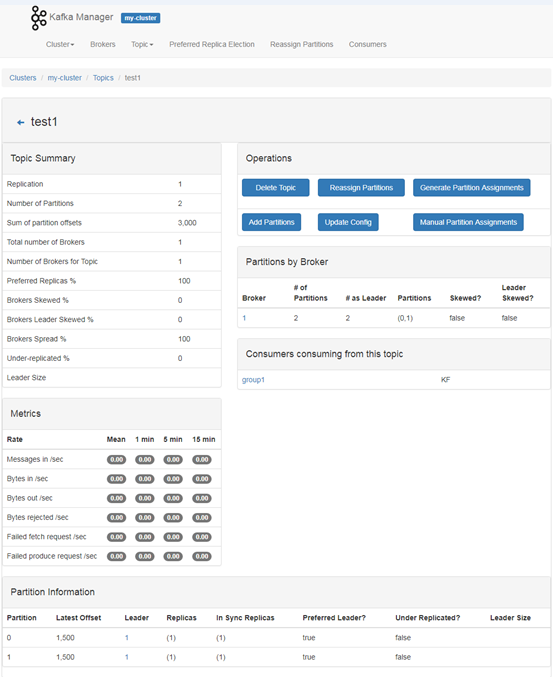 Kafka Manager my-cluster
Cluster Brokers Topic Preferred Replica Election Reassign Partitions Consumers
Clusters / my-cluster / Topics / test1
← test1
Topic Summary
Replication 1
Number of Partitions 2
Sum of partition offsets 3,000
Total number of Brokers 1
Number of Brokers for Topic 1
Preferred Replicas % 100
Brokers Skewed % 0
Brokers Leader Skewed % 0
Brokers Spread % 100
Under-replicated % 0
Leader Size
Operations
Delete Topic Reassign Partitions Generate Partition Assignments
Add Partitions Update Config Manual Partition Assignments
Partitions by Broker
Broker # of Partitions # as Leader Partitions Skewed? Leader Skewed?
1 2 2 (0,1) false false
Consumers consuming from this topic
group1 KF
Metrics
Rate Mean 1 min 5 min 15 min
Messages in /sec 0.00 0.00 0.00 0.00
Bytes in /sec 0.00 0.00 0.00 0.00
Bytes out /sec 0.00 0.00 0.00 0.00
Bytes rejected /sec 0.00 0.00 0.00 0.00
Failed fetch request /sec 0.00 0.00 0.00 0.00
Failed produce request /sec 0.00 0.00 0.00 0.00
Partition Information
Partition Latest Offset Leader Replicas In Sync Replicas Preferred Leader? Under Replicated? Leader Size
0 1,500 1 (1) (1) true false
1 1,500 1 (1) (1) true false